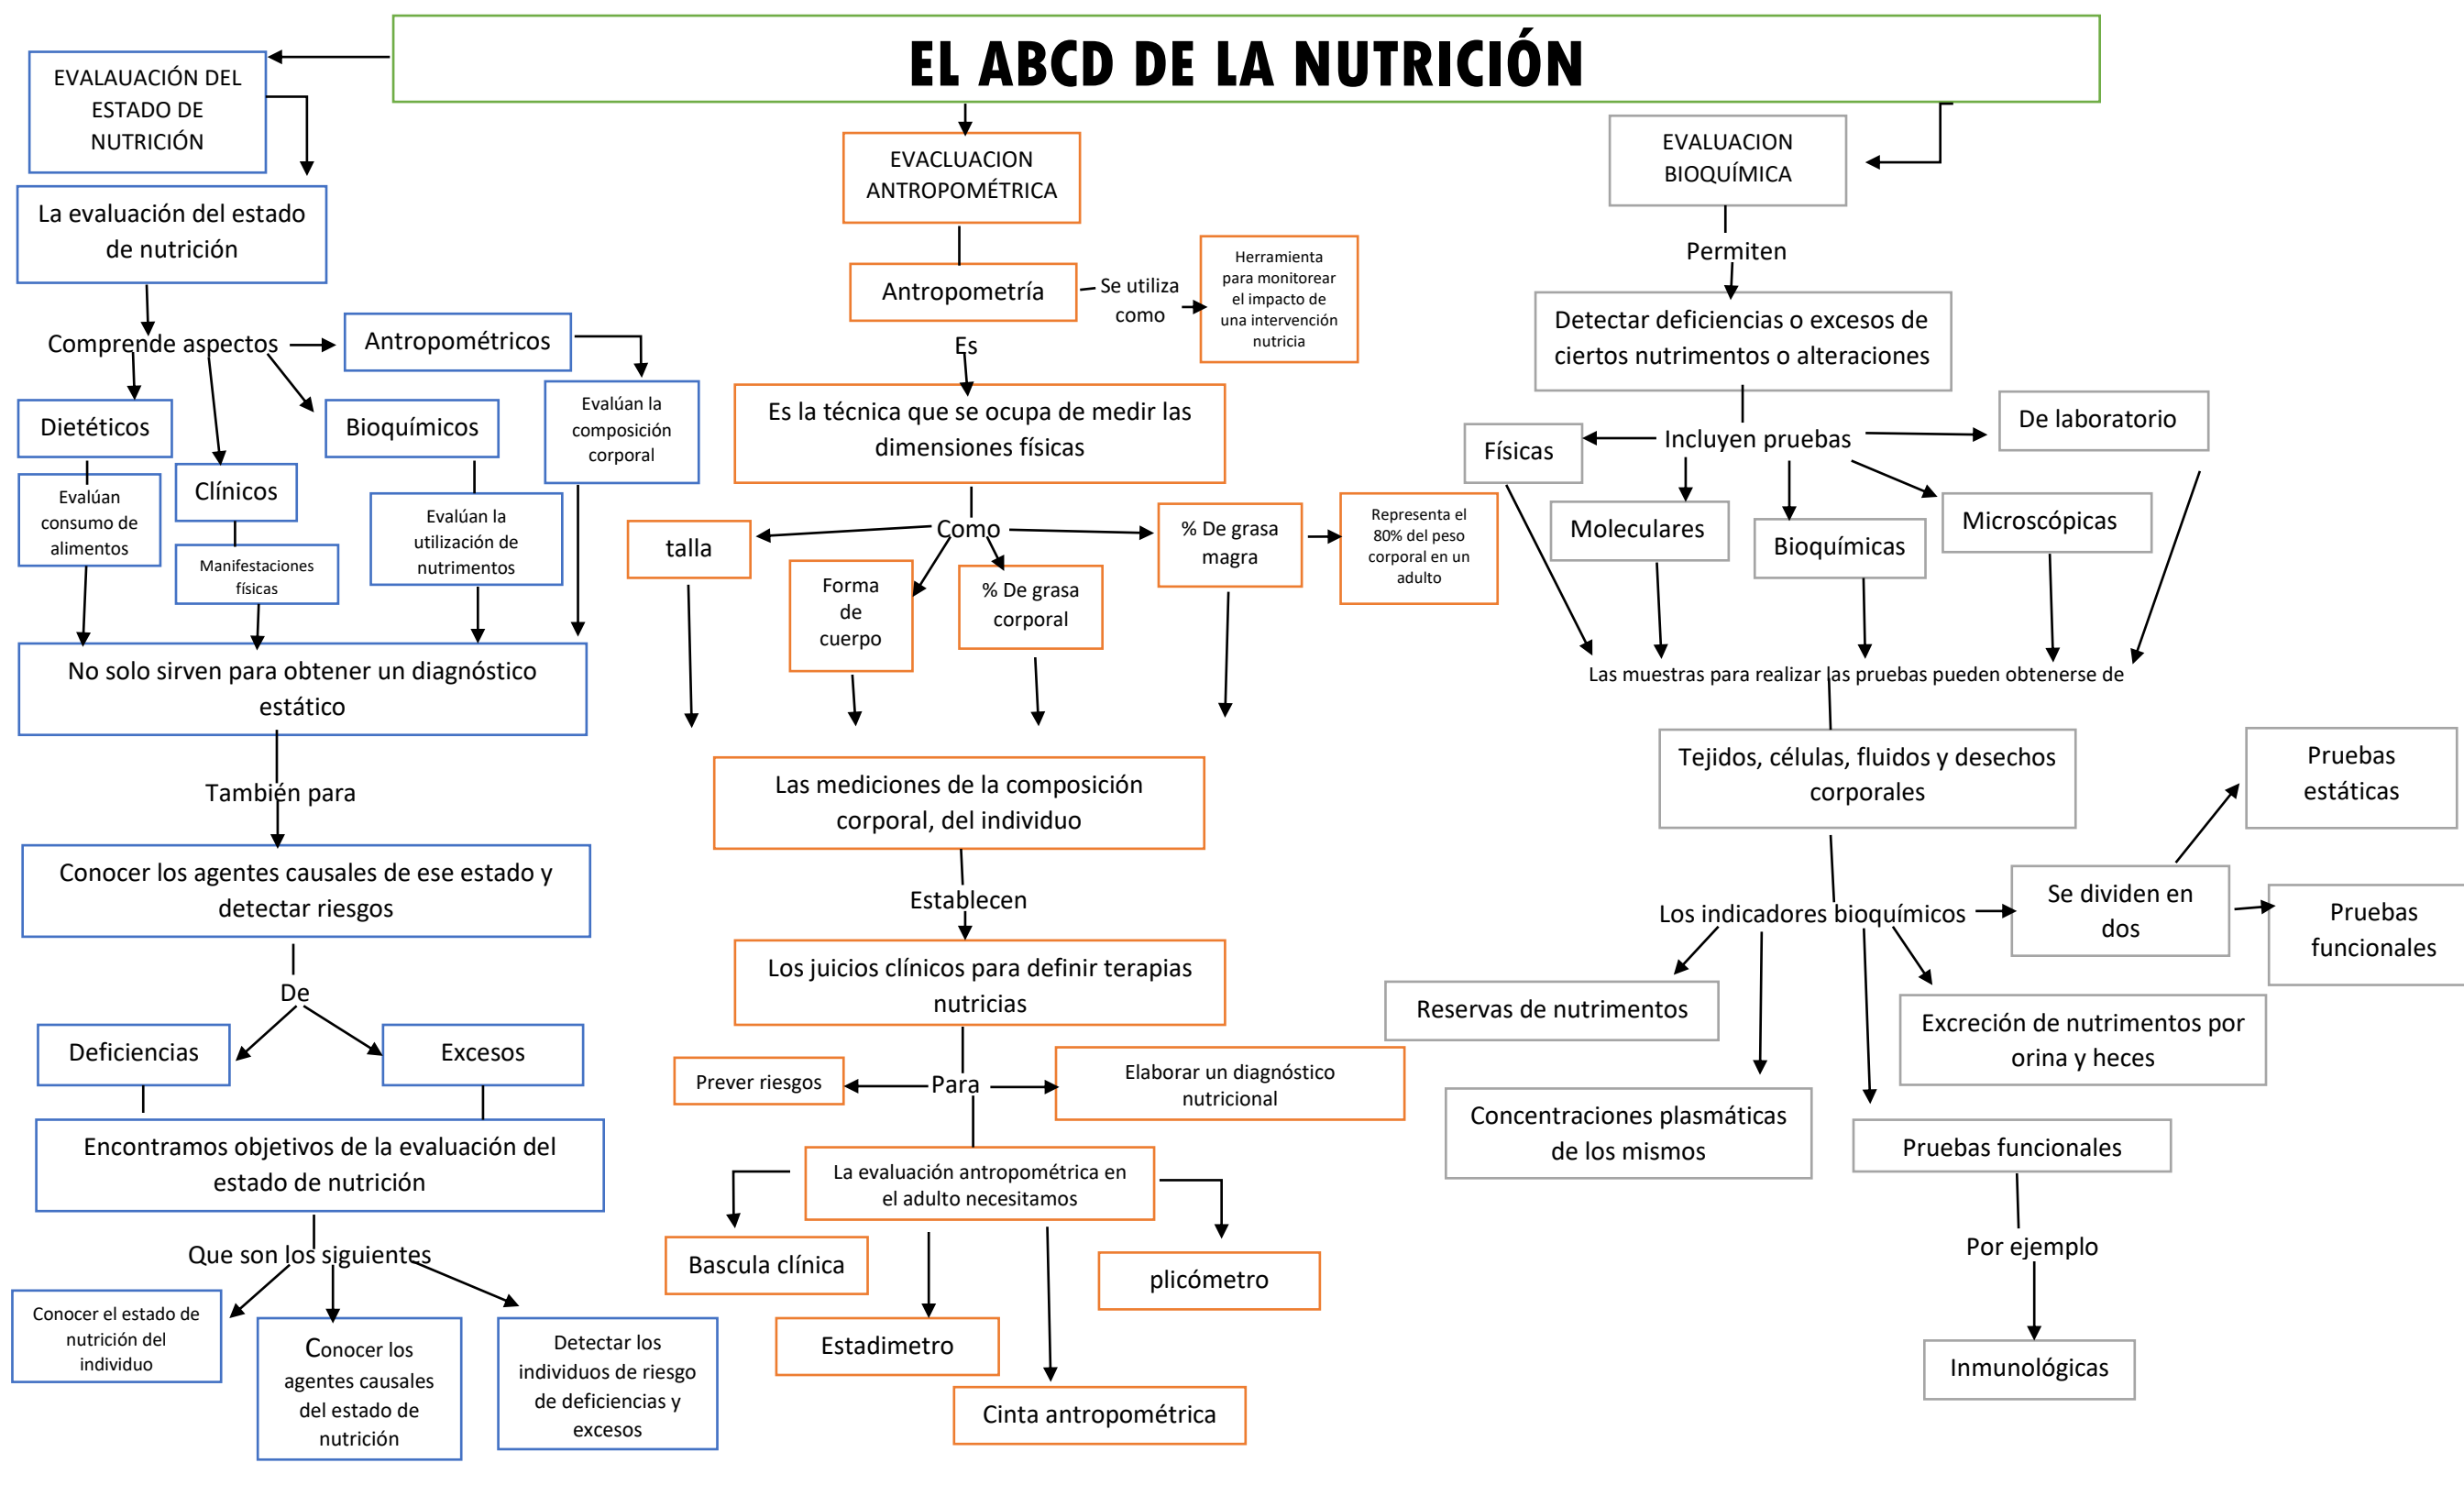 EL ABCD DE LA NUTRICIÓN
EVALAUACIÓN DEL
ESTADO DE
NUTRICIÓN
La evaluación del estado
de nutrición
Comprende aspectos
Antropométricos
Evalúan la
composición
corporal
Dietéticos
Evalúan
consumo de
alimentos
Clínicos
Manifestaciones
físicas
Bioquímicos
Evalúan la
utilización de
nutrimentos
No solo sirven para obtener un diagnóstico
estático
También para
Conocer los agentes causales de ese estado y
detectar riesgos
De
Deficiencias
Excesos
Encontramos objetivos de la evaluación del
estado de nutrición
Que son los siguientes
Conocer el estado de
nutrición del
individuo
Conocer los
agentes causales
del estado de
nutrición
Detectar los
individuos de riesgo
de deficiencias y
excesos
EVACLUACION
ANTROPOMÉTRICA
Antropometría
Se utiliza
como
Herramienta
para monitorear
el impacto de
una intervención
nutricia
Es
Es la técnica que se ocupa de medir las
dimensiones físicas
Como
talla
Forma
de
cuerpo
% De grasa
corporal
% De grasa
magra
Representa el
80% del peso
corporal en un
adulto
Las mediciones de la composición
corporal, del individuo
Establecen
Los juicios clínicos para definir terapias
nutricias
Para
Prever riesgos
Elaborar un diagnóstico
nutricional
La evaluación antropométrica en
el adulto necesitamos
Bascula clínica
Estadimetro
Cinta antropométrica
plicómetro
EVALUACION
BIOQUÍMICA
Permiten
Detectar deficiencias o excesos de
ciertos nutrimentos o alteraciones
Incluyen pruebas
Físicas
Moleculares
Bioquímicas
Microscópicas
De laboratorio
Las muestras para realizar las pruebas pueden obtenerse de
Tejidos, células, fluidos y desechos
corporales
Los indicadores bioquímicos
Se dividen en
dos
Pruebas
estáticas
Pruebas
funcionales
Reservas de nutrimentos
Concentraciones plasmáticas
de los mismos
Excreción de nutrimentos por
orina y heces
Pruebas funcionales
Por ejemplo
Inmunológicas